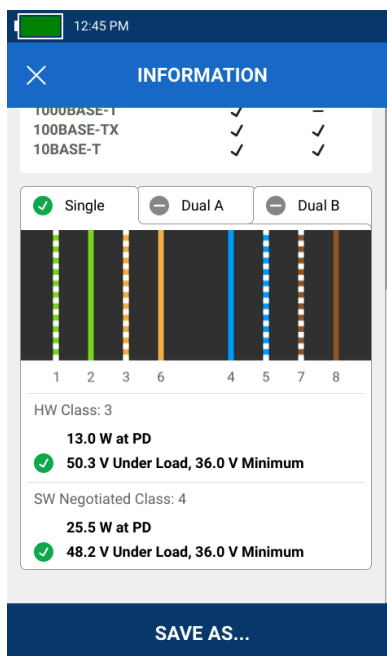 12:45 PM
INFORMATION
1000BASE-T
100BASE-TX
10BASE-T
Single Dual A Dual B
1 2 3 6 4 5 7 8
HW Class: 3
13.0 W at PD
50.3 V Under Load, 36.0 V Minimum
SW Negotiated Class: 4
25.5 W at PD
48.2 V Under Load, 36.0 V Minimum
SAVE AS...